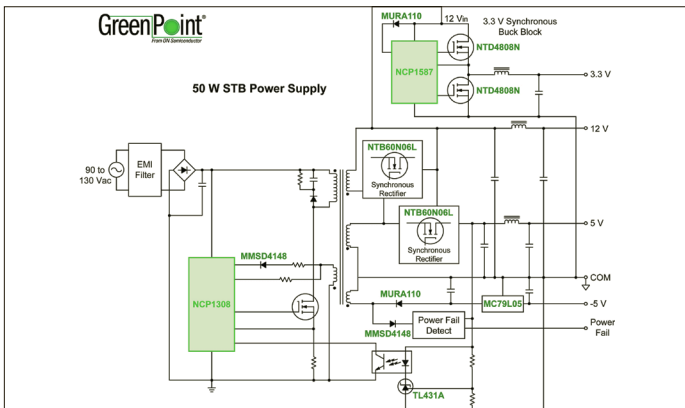 GreenPoint®
From ON Semiconductor
50 W STB Power Supply
MURA110
12 Vin
3.3 V Synchronous
Buck Block
NTD4808N
NCP1587
3.3 V
NTD4808N
12 V
NTB60N06L
Synchronous
Rectifier
90 to
130 Vac
EMI
Filter
NTB60N06L
Synchronous
Rectifier
5 V
MMSD4148
COM
NCP1308
MURA110
MC79L05
-5 V
MMSD4148
Power Fail
Detect
Power
Fail
TL431A